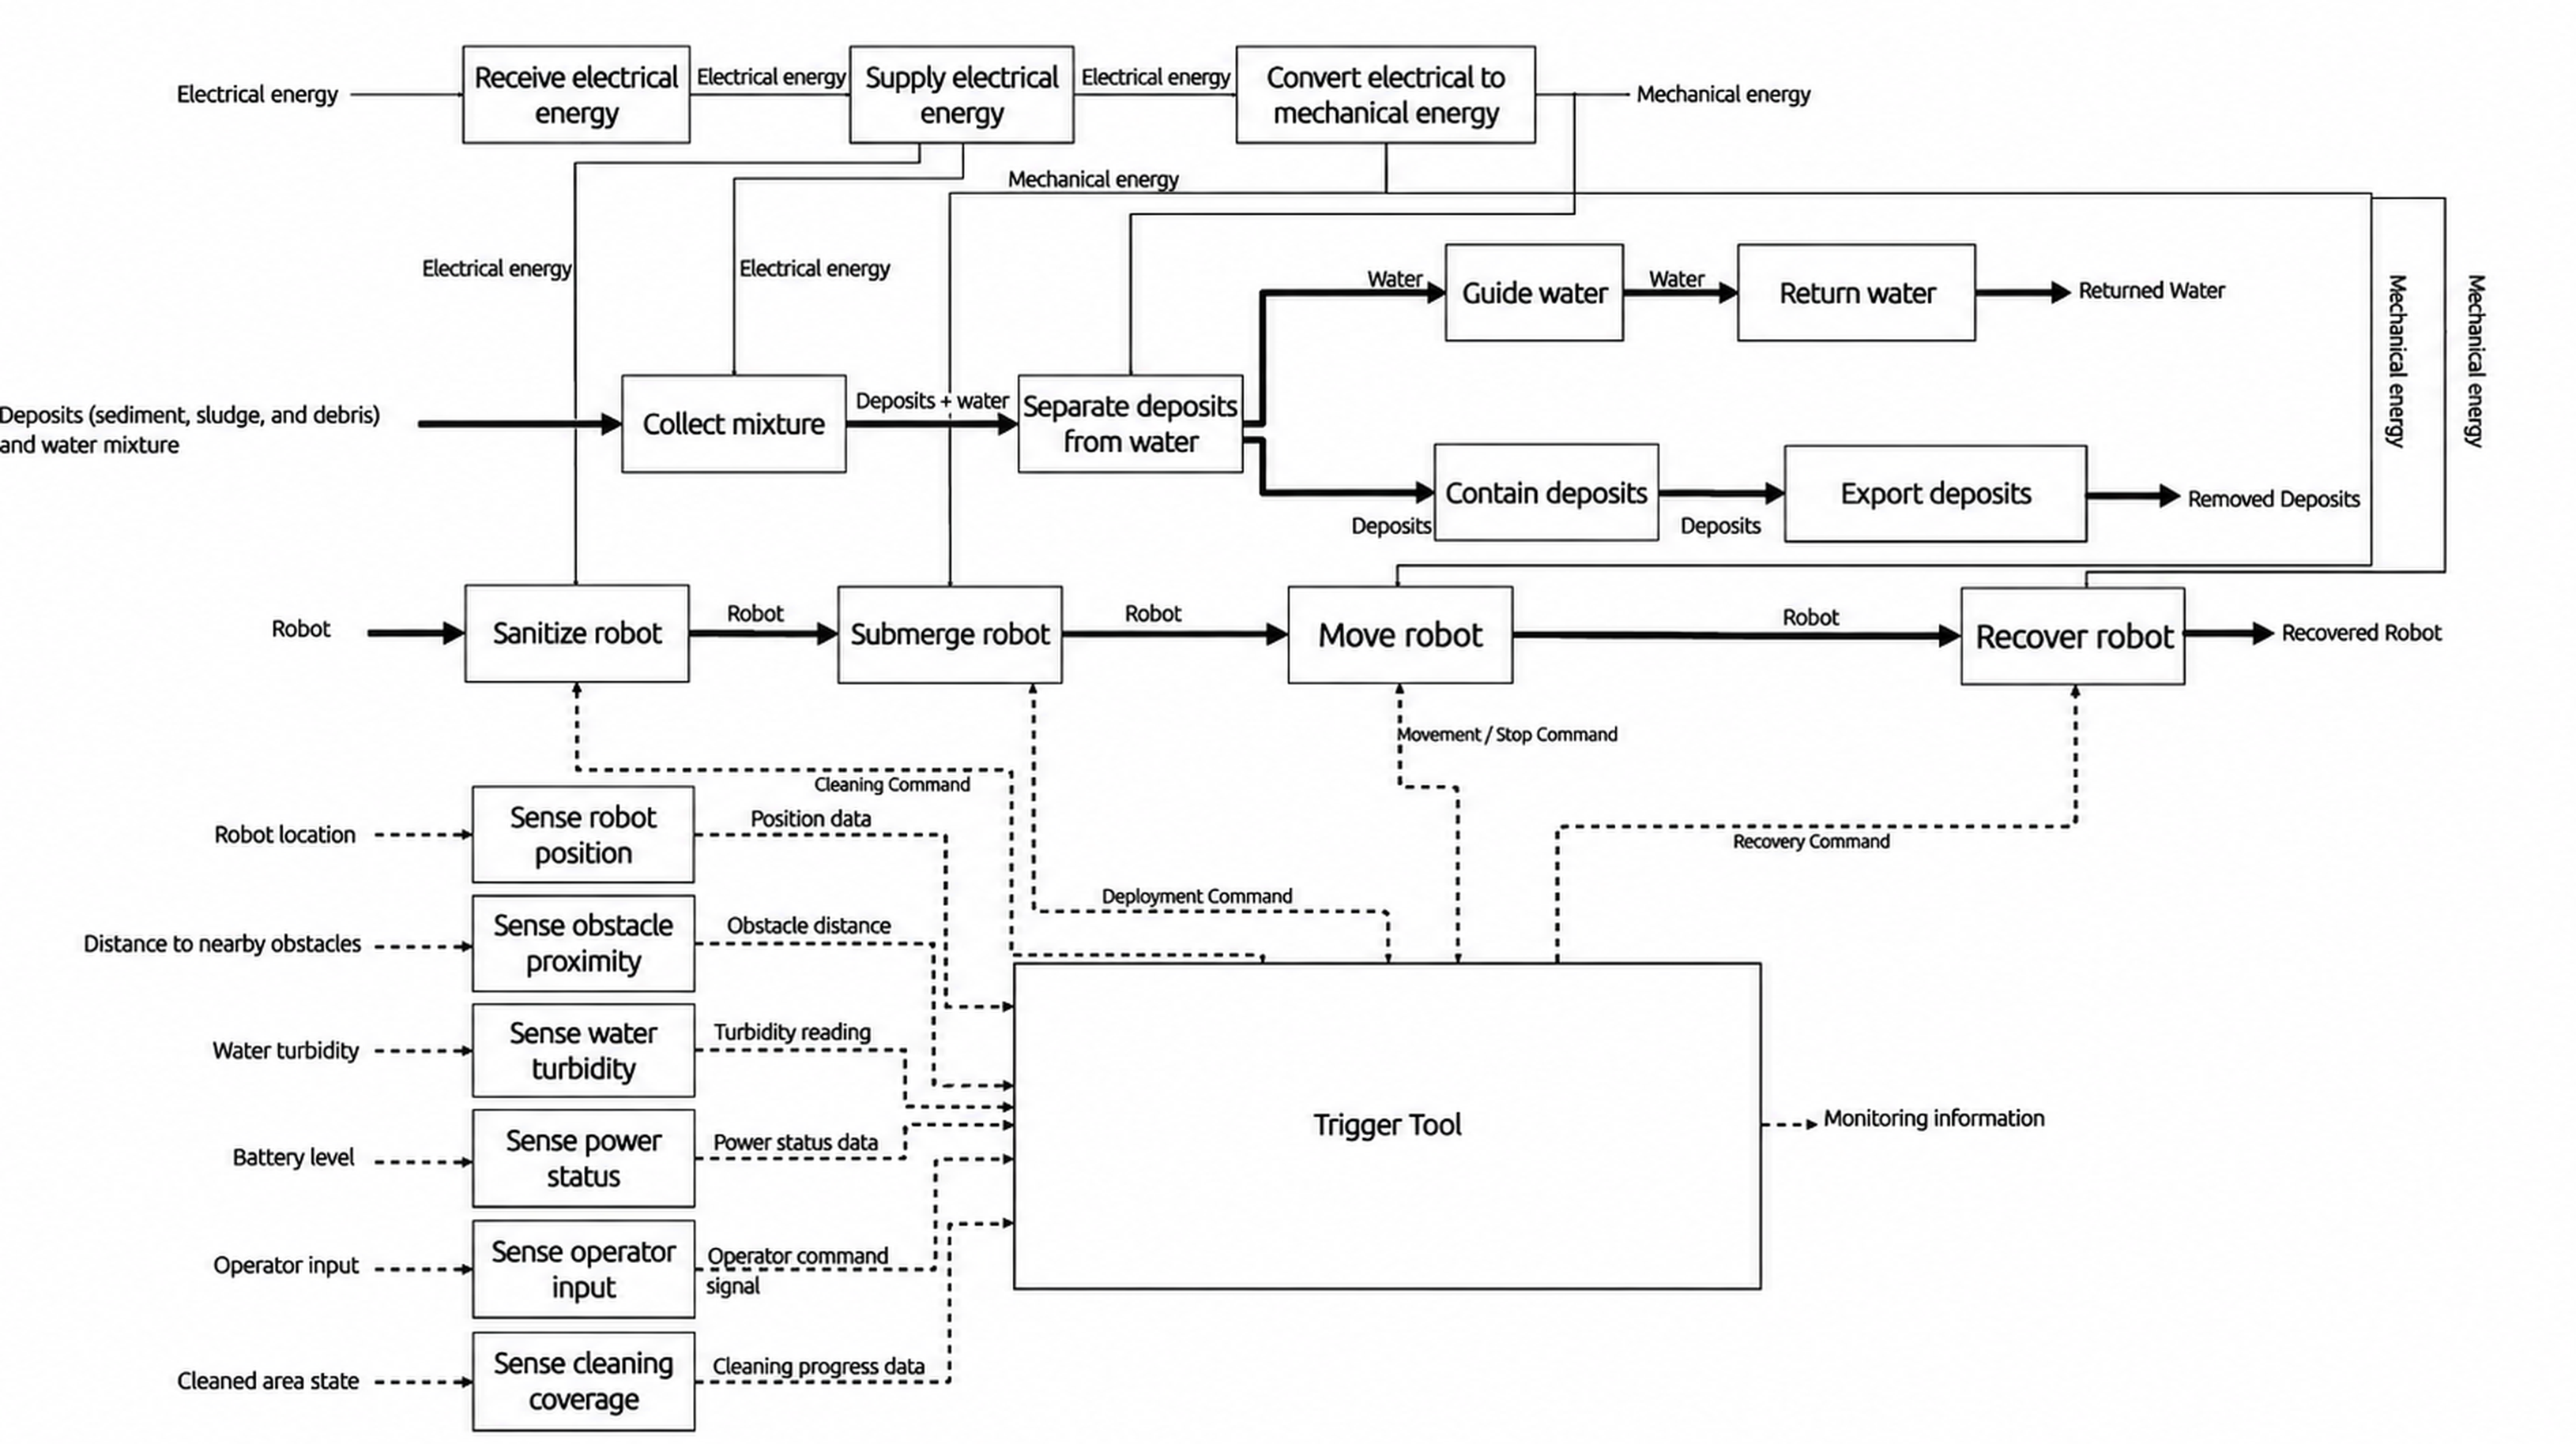 Electrical energy
Receive electrical
energy
Electrical energy
Supply electrical
energy
Electrical energy
Convert electrical to
mechanical energy
Mechanical energy
Mechanical energy
Electrical energy
Electrical energy
Water
Guide water
Water
Return water
Returned Water
Mechanical energy
Mechanical energy
Deposits (sediment, sludge, and debris)
and water mixture
Collect mixture
Deposits + water
Separate deposits
from water
Deposits
Contain deposits
Deposits
Export deposits
Removed Deposits
Robot
Sanitize robot
Robot
Submerge robot
Robot
Move robot
Robot
Recover robot
Recovered Robot
Movement / Stop Command
Cleaning Command
Recovery Command
Deployment Command
Robot location
Sense robot
position
Position data
Distance to nearby obstacles
Sense obstacle
proximity
Obstacle distance
Water turbidity
Sense water
turbidity
Turbidity reading
Battery level
Sense power
status
Power status data
Trigger Tool
Monitoring information
Operator input
Sense operator
input
Operator command
signal
Cleaned area state
Sense cleaning
coverage
Cleaning progress data